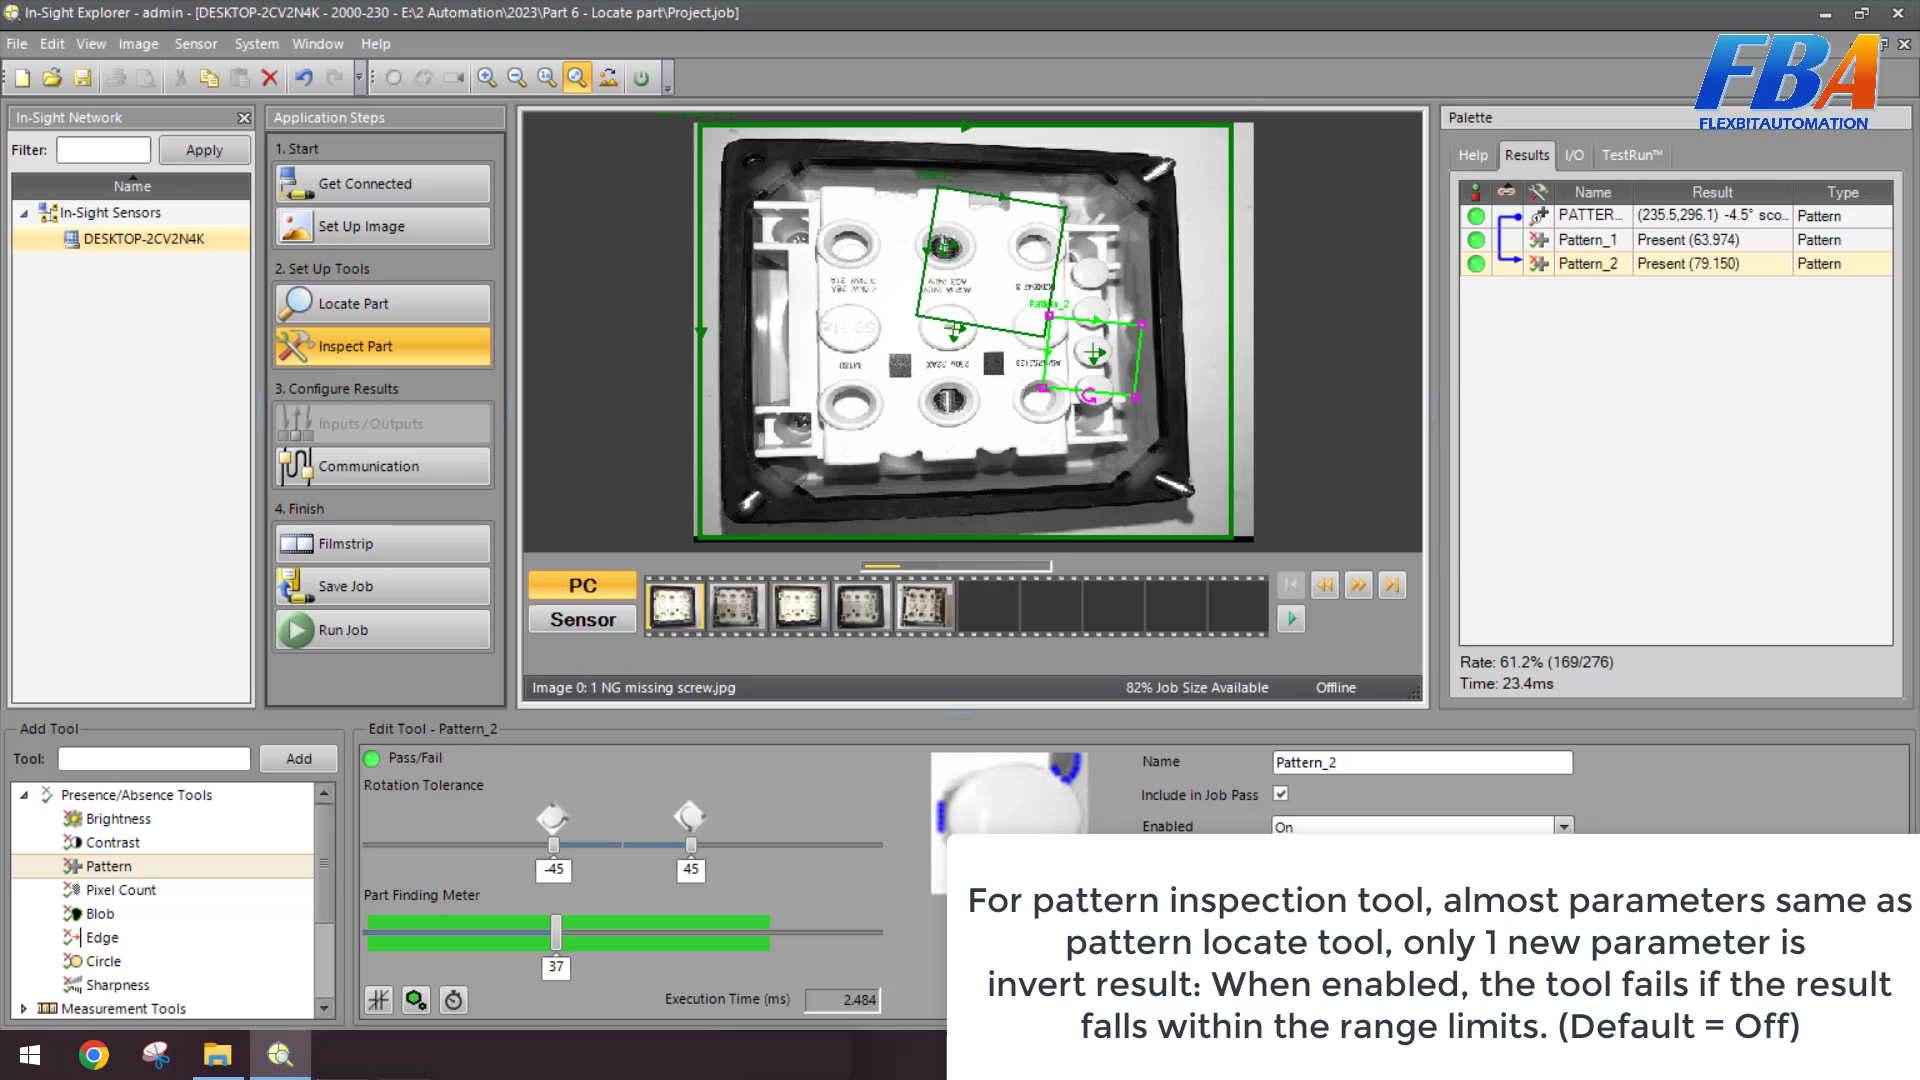 In-Sight Explorer - admin - [DESKTOP-2CV2N4K - 2000-230 - E:\2 Automation\2023\Part 6 - Locate part\Project.job]
File Edit View Image Sensor System Window Help
FBA
FLEXBITAUTOMATION
In-Sight Network
Filter:
Apply
Name
In-Sight Sensors
DESKTOP-2CV2N4K
Application Steps
1. Start
Get Connected
Set Up Image
2. Set Up Tools
Locate Part
Inspect Part
3. Configure Results
Inputs/Outputs
Communication
4. Finish
Filmstrip
Save Job
Run Job
Pattern_2
PC
Sensor
Image 0: 1 NG missing screw.jpg
82% Job Size Available
Offline
Palette
Help Results I/O TestRun™
Name Result Type
PATTER... (235.5,296.1) -4.5° sco... Pattern
Pattern_1 Present (63.974) Pattern
Pattern_2 Present (79.150) Pattern
Rate: 61.2% (169/276)
Time: 23.4ms
Add Tool
Tool:
Add
Presence/Absence Tools
Brightness
Contrast
Pattern
Pixel Count
Blob
Edge
Circle
Sharpness
Measurement Tools
Edit Tool - Pattern_2
Pass/Fail
Rotation Tolerance
-45
45
Part Finding Meter
37
Execution Time (ms)
2.484
Name
Pattern_2
Include in Job Pass
Enabled
On
For pattern inspection tool, almost parameters same as
pattern locate tool, only 1 new parameter is
invert result: When enabled, the tool fails if the result
falls within the range limits. (Default = Off)